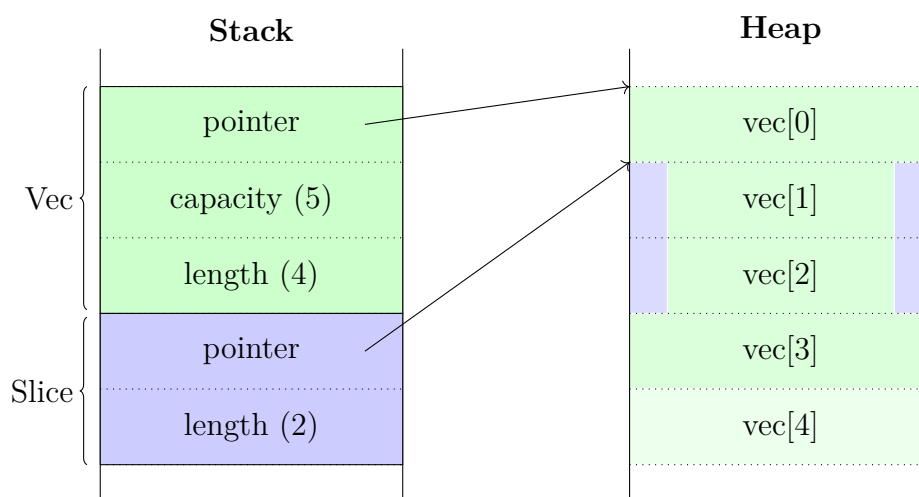 Stack
Heap
pointer
vec[0]
Vec
capacity (5)
vec[1]
length (4)
vec[2]
pointer
vec[3]
Slice
length (2)
vec[4]